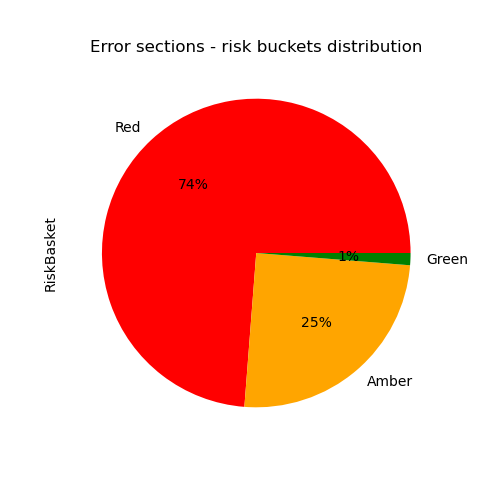 Error sections - risk buckets distribution
Red
74%
RiskBasket
1%
Green
25%
Amber